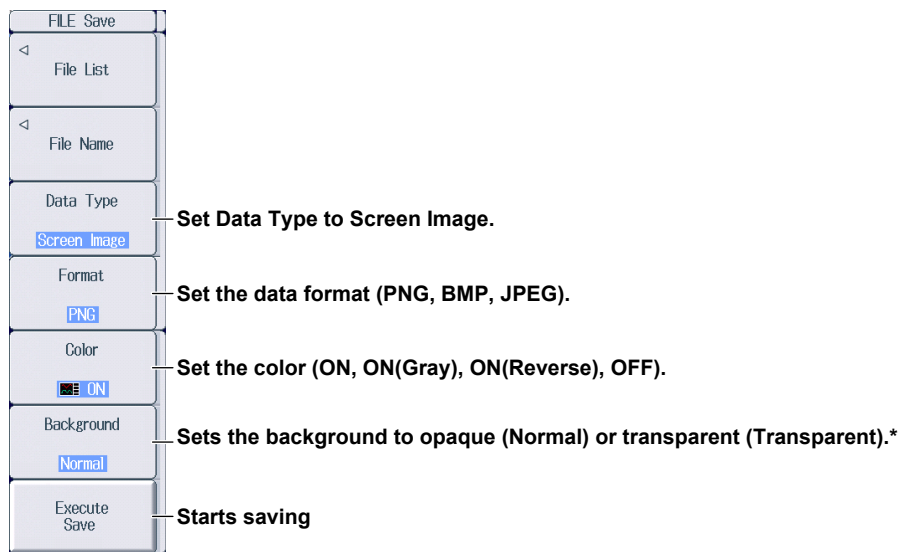 FILE Save
File List
File Name
Data Type
Screen Image
Set Data Type to Screen Image.
Format
PNG
Set the data format (PNG, BMP, JPEG).
Color
ON
Set the color (ON, ON(Gray), ON(Reverse), OFF).
Background
Normal
Sets the background to opaque (Normal) or transparent (Transparent).*
Execute
Save
Starts saving